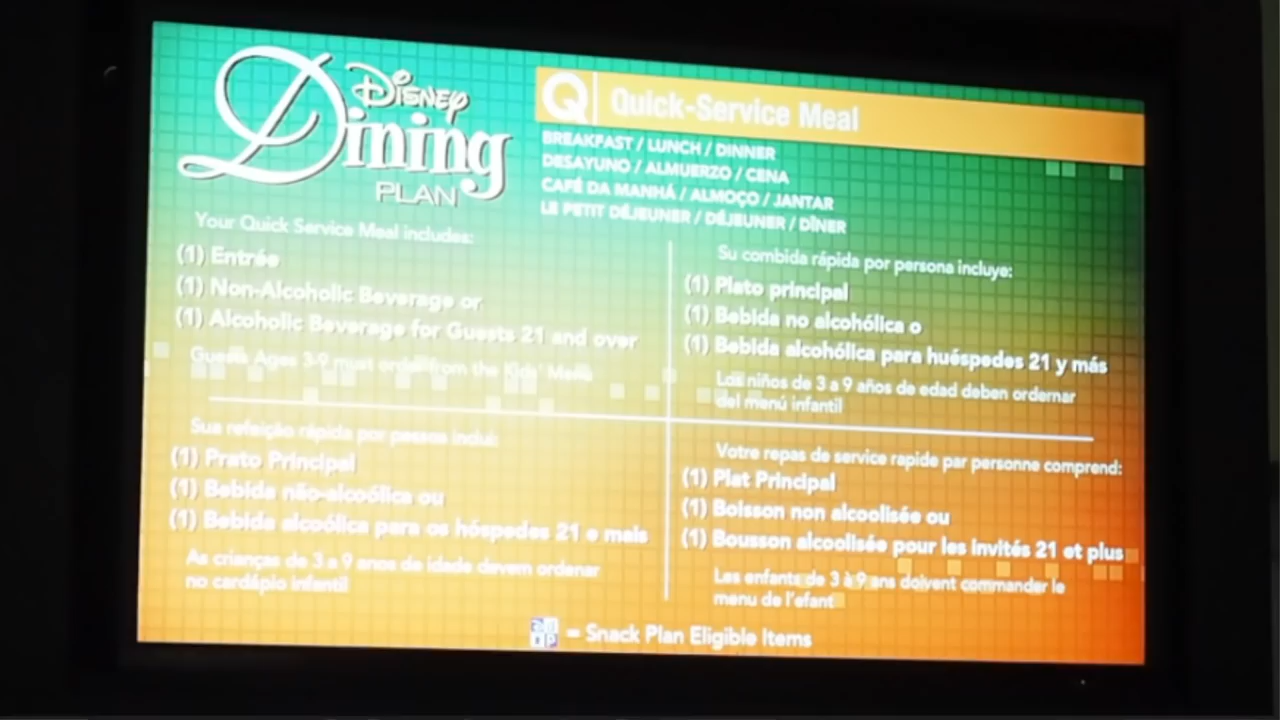 Disney
Dining
PLAN
Q Quick-Service Meal
BREAKFAST / LUNCH / DINNER
DESAYUNO / ALMUERZO / CENA
CAFÉ DA MANHÁ / ALMOÇO / JANTAR
LE PETIT DÉJEUNER / DÉJEUNER / DÎNER
Your Quick Service Meal includes:
(1) Entrée
(1) Non-Alcoholic Beverage or
(1) Alcoholic Beverage for Guests 21 and over
Guests Ages 3-9 must order from the Kids' Menu
Su combida rápida por persona incluye:
(1) Plato principal
(1) Bebida no alcohólica o
(1) Bebida alcohólica para huéspedes 21 y más
Los niños de 3 a 9 años de edad deben ordernar
del menú infantil
Sua refeição rápida por pessoa inclui:
(1) Prato Principal
(1) Bebida não-alcoólica ou
(1) Bebida alcoólica para os hóspedes 21 e mais
As crianças de 3 a 9 anos de idade devem ordenar
no cardápio infantil
Votre repas de service rapide par personne comprend:
(1) Plat Principal
(1) Boisson non alcoolisée ou
(1) Bousson alcoolisée pour les invités 21 et plus
Les enfants de 3 à 9 ans doivent commander le
menu de l'efant
= Snack Plan Eligible Items